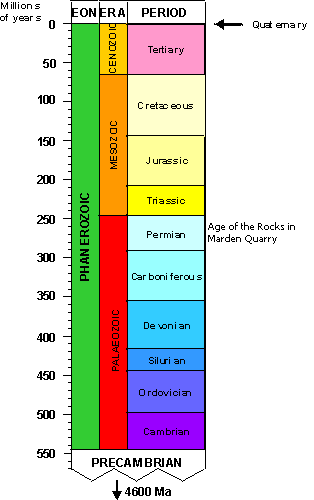 Millions
of years
EON ERA PERIOD
0
50
100
150
200
250
300
350
400
450
500
550
PHANEROZOIC
CENOZOIC
MESOZOIC
PALAEOZOIC
Tertiary
Cretaceous
Jurassic
Triassic
Permian
Carboniferous
Devonian
Silurian
Ordovician
Cambrian
Quaternary
Age of the Rocks in
Marden Quarry
PRECAMBRIAN
4600 Ma